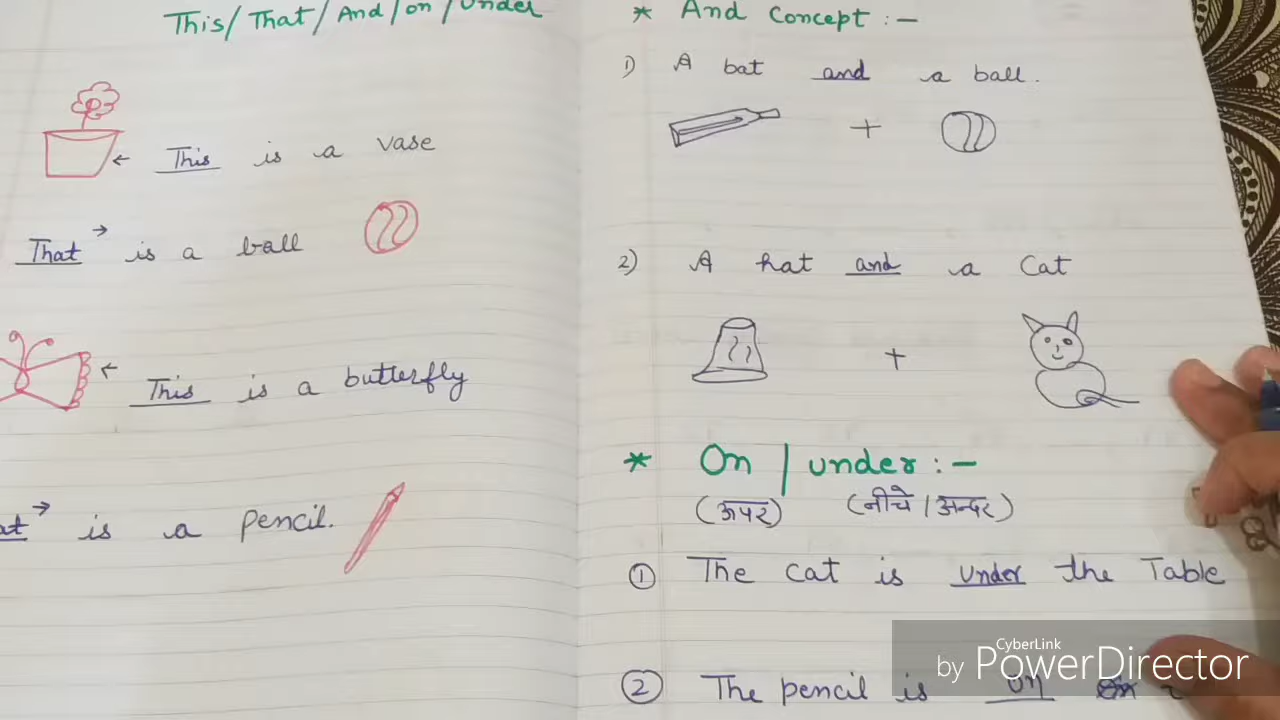 This/That/And/on/Under
This is a vase
That is a ball
This is a butterfly
is a pencil.
* And Concept :-
1) A bat and a ball.
+
2) A hat and a Cat
+
* On / under :-
(ऊपर) (नीचे / अन्दर)
① The cat is under the Table
② The pencil is on
CyberLink
by PowerDirector